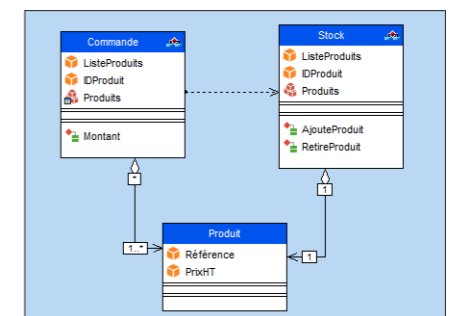 Commande
ListeProduits
IDProduit
Produits
Montant
Stock
ListeProduits
IDProduit
Produits
AjouteProduit
RetireProduit
*
1
1..*
1
Produit
Référence
PrixHT